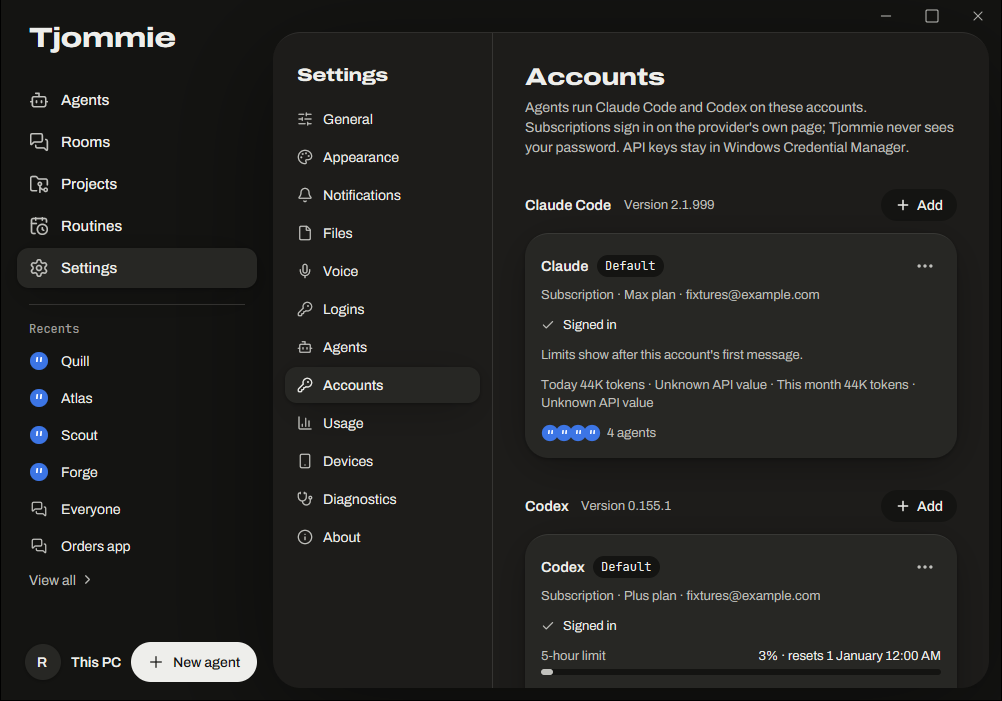 Tjommie
Agents
Rooms
Projects
Routines
Settings
Recents
Quill
Atlas
Scout
Forge
Everyone
Orders app
View all
R
This PC
New agent
Settings
General
Appearance
Notifications
Files
Voice
Logins
Agents
Accounts
Usage
Devices
Diagnostics
About
Accounts
Agents run Claude Code and Codex on these accounts.
Subscriptions sign in on the provider's own page; Tjommie never sees
your password. API keys stay in Windows Credential Manager.
Claude Code Version 2.1.999
Add
Claude Default
Subscription · Max plan · fixtures@example.com
Signed in
Limits show after this account's first message.
Today 44K tokens · Unknown API value · This month 44K tokens ·
Unknown API value
4 agents
Codex Version 0.155.1
Add
Codex Default
Subscription · Plus plan · fixtures@example.com
Signed in
5-hour limit 3% · resets 1 January 12:00 AM